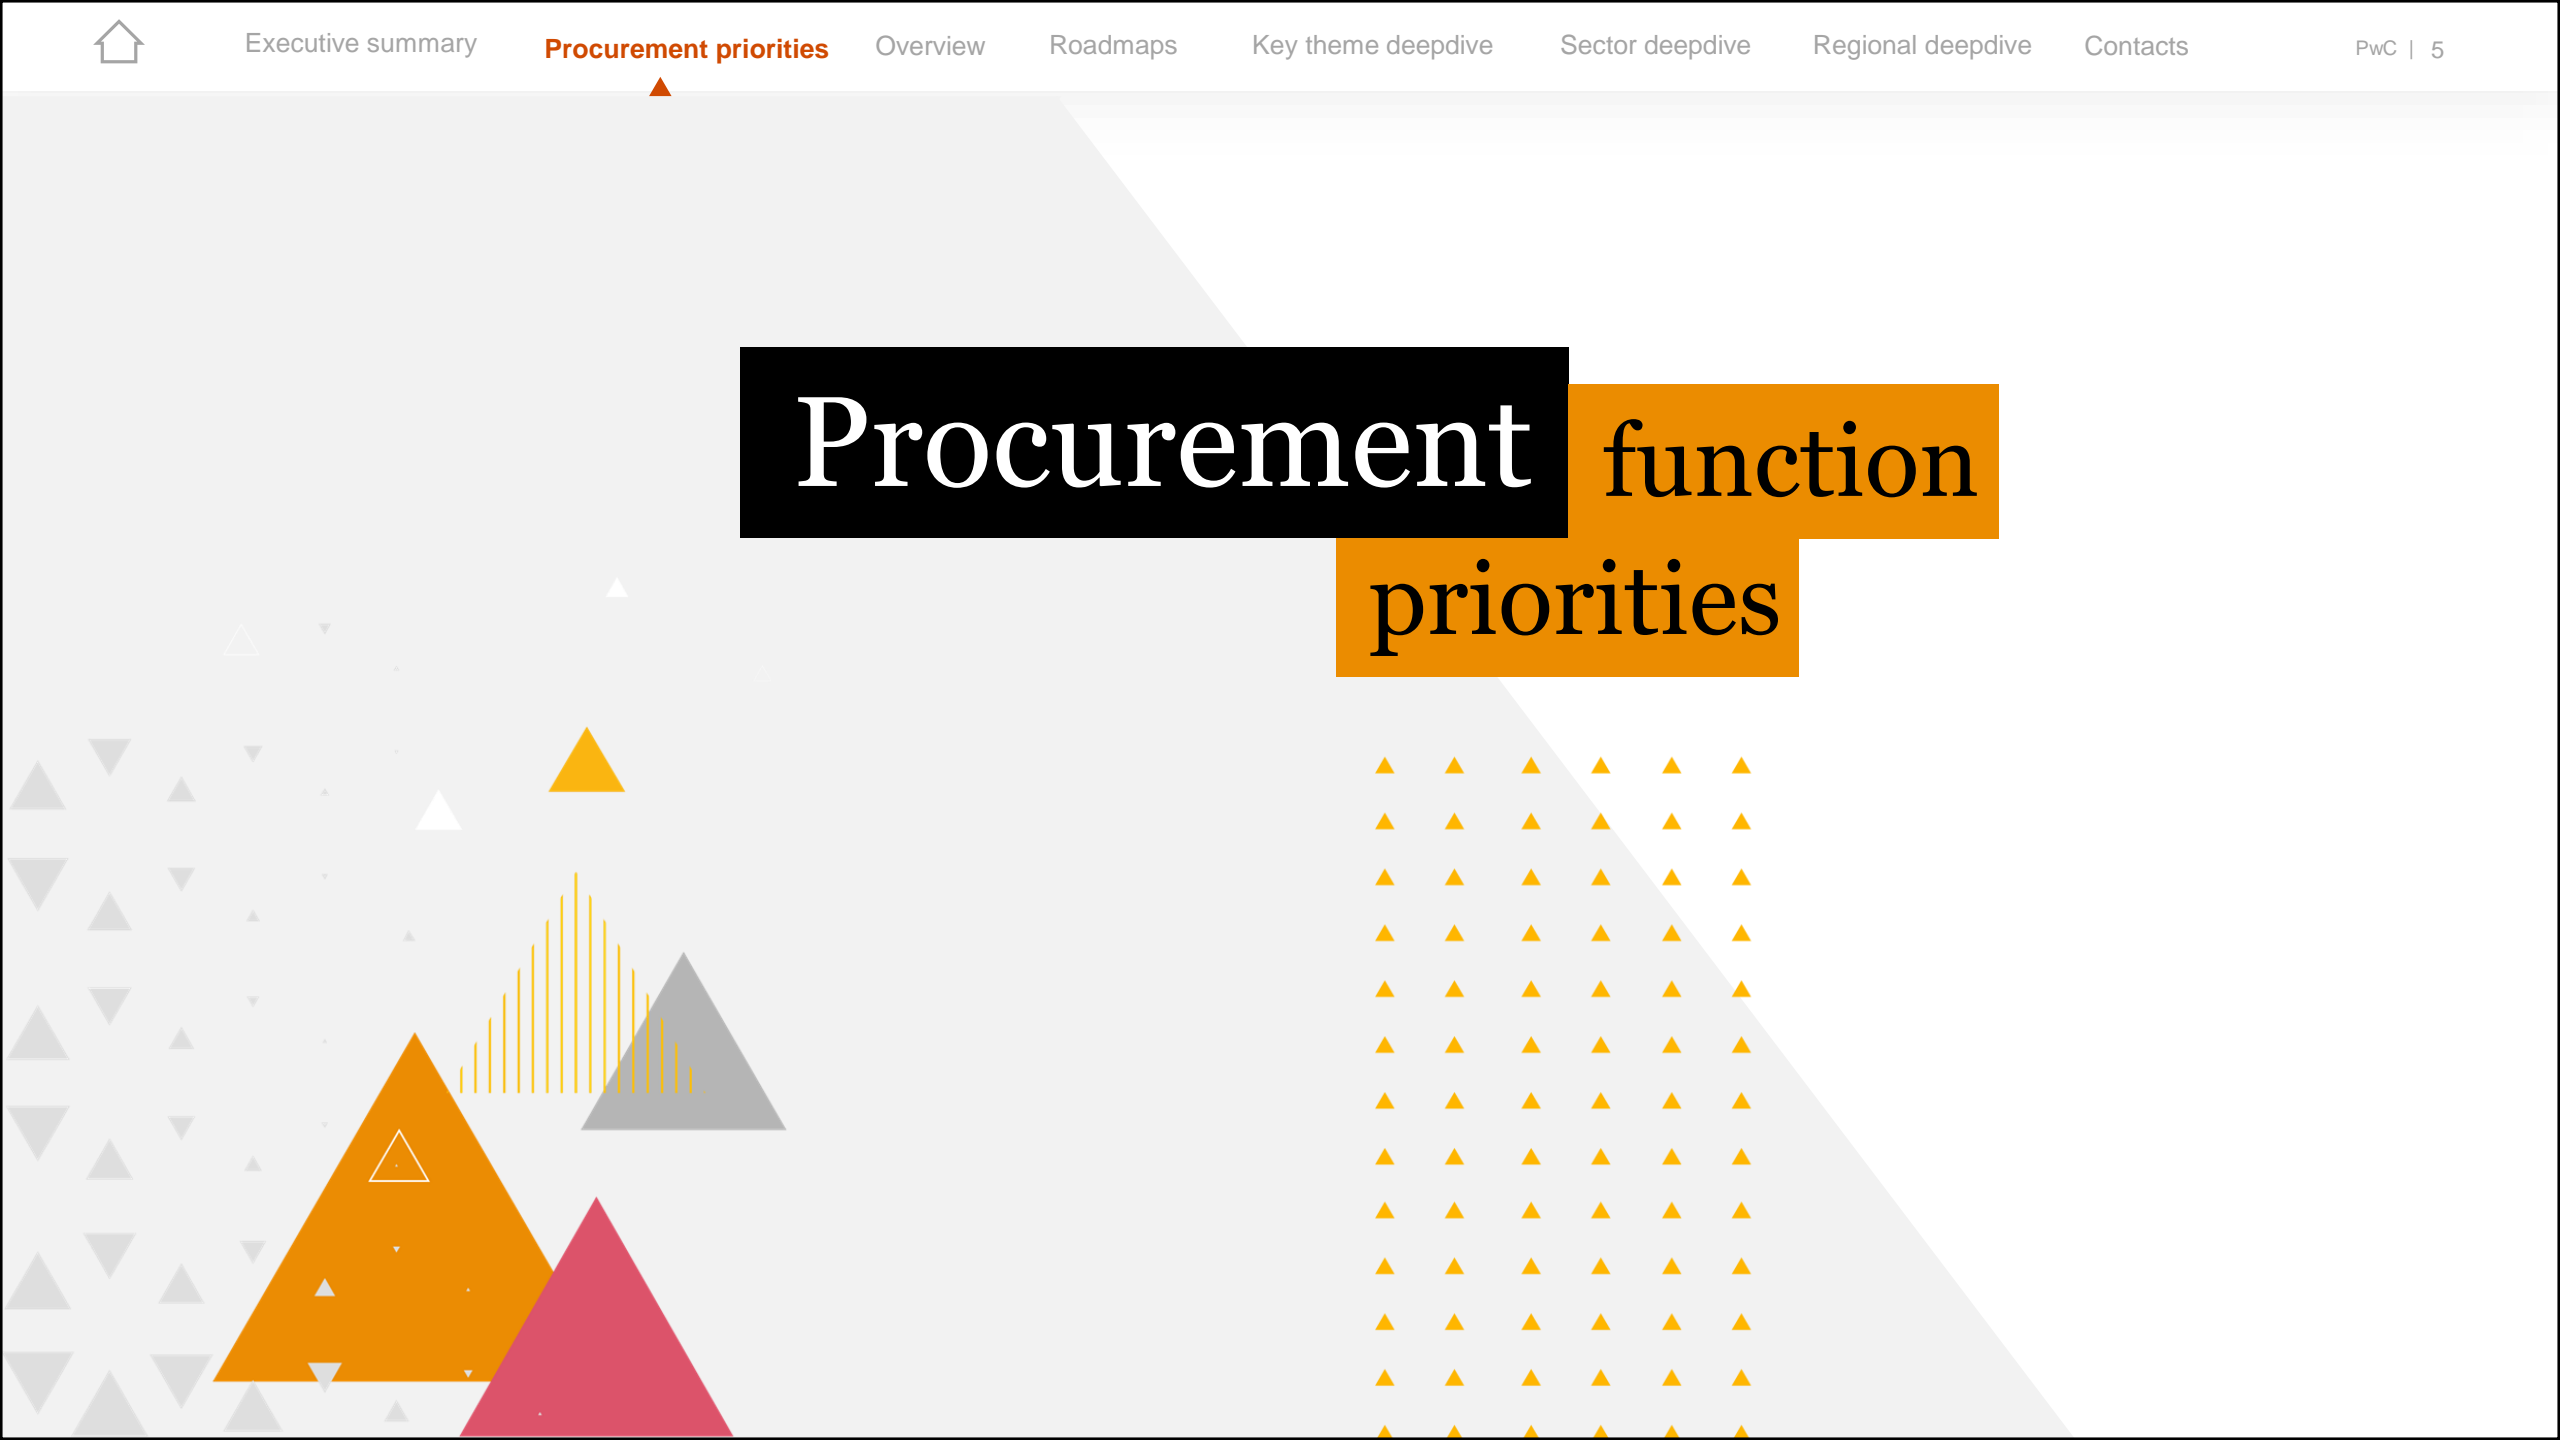 Executive summary
Procurement priorities
Overview
Roadmaps
Key theme deepdive
Sector deepdive
Regional deepdive
Contacts
PwC | 5
Procurement
function
priorities